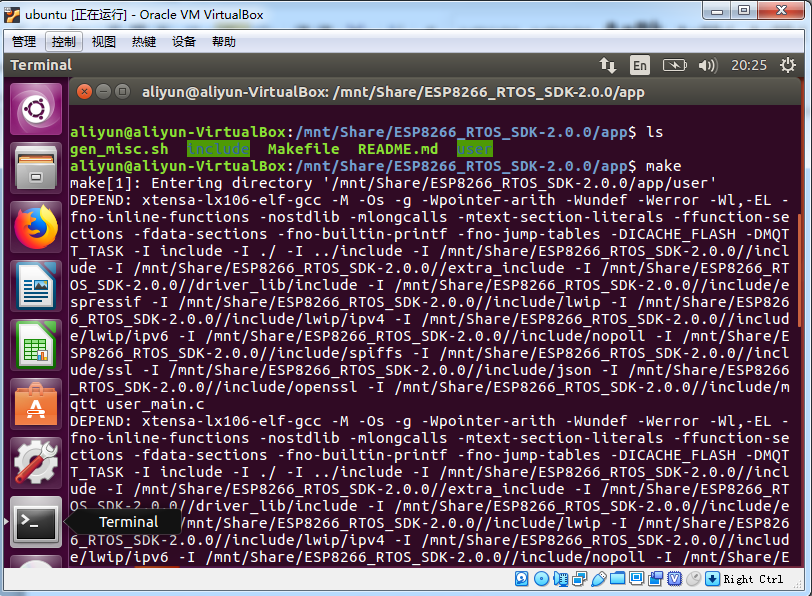 ubuntu [正在运行] - Oracle VM VirtualBox
管理 控制 视图 热键 设备 帮助
Terminal En 20:25
aliyun@aliyun-VirtualBox: /mnt/Share/ESP8266_RTOS_SDK-2.0.0/app
aliyun@aliyun-VirtualBox:/mnt/Share/ESP8266_RTOS_SDK-2.0.0/app$ ls
gen_misc.sh include Makefile README.md user
aliyun@aliyun-VirtualBox:/mnt/Share/ESP8266_RTOS_SDK-2.0.0/app$ make
make[1]: Entering directory '/mnt/Share/ESP8266_RTOS_SDK-2.0.0/app/user'
DEPEND: xtensa-lx106-elf-gcc -M -Os -g -Wpointer-arith -Wundef -Werror -Wl,-EL -
fno-inline-functions -nostdlib -mlongcalls -mtext-section-literals -ffunction-se
ctions -fdata-sections -fno-builtin-printf -fno-jump-tables -DICACHE_FLASH -DMQT
T_TASK -I include -I ./ -I ../include -I /mnt/Share/ESP8266_RTOS_SDK-2.0.0//incl
ude -I /mnt/Share/ESP8266_RTOS_SDK-2.0.0//extra_include -I /mnt/Share/ESP8266_RT
OS_SDK-2.0.0//driver_lib/include -I /mnt/Share/ESP8266_RTOS_SDK-2.0.0//include/e
spressif -I /mnt/Share/ESP8266_RTOS_SDK-2.0.0//include/lwip -I /mnt/Share/ESP826
6_RTOS_SDK-2.0.0//include/lwip/ipv4 -I /mnt/Share/ESP8266_RTOS_SDK-2.0.0//includ
e/lwip/ipv6 -I /mnt/Share/ESP8266_RTOS_SDK-2.0.0//include/nopoll -I /mnt/Share/E
SP8266_RTOS_SDK-2.0.0//include/spiffs -I /mnt/Share/ESP8266_RTOS_SDK-2.0.0//incl
ude/ssl -I /mnt/Share/ESP8266_RTOS_SDK-2.0.0//include/json -I /mnt/Share/ESP8266
_RTOS_SDK-2.0.0//include/openssl -I /mnt/Share/ESP8266_RTOS_SDK-2.0.0//include/m
qtt user_main.c
DEPEND: xtensa-lx106-elf-gcc -M -Os -g -Wpointer-arith -Wundef -Werror -Wl,-EL -
fno-inline-functions -nostdlib -mlongcalls -mtext-section-literals -ffunction-se
ctions -fdata-sections -fno-builtin-printf -fno-jump-tables -DICACHE_FLASH -DMQT
T_TASK -I include -I ./ -I ../include -I /mnt/Share/ESP8266_RTOS_SDK-2.0.0//incl
ude -I /mnt/Share/ESP8266_RTOS_SDK-2.0.0//extra_include -I /mnt/Share/ESP8266_RT
OS_SDK-2.0.0//driver_lib/include -I /mnt/Share/ESP8266_RTOS_SDK-2.0.0//include/e
Terminal /mnt/Share/ESP8266_RTOS_SDK-2.0.0//include/lwip -I /mnt/Share/ESP826
6_RTOS_SDK-2.0.0//include/lwip/ipv4 -I /mnt/Share/ESP8266_RTOS_SDK-2.0.0//includ
e/lwip/ipv6 -I /mnt/Share/ESP8266_RTOS_SDK-2.0.0//include/nopoll -I /mnt/Share/E
Right Ctrl